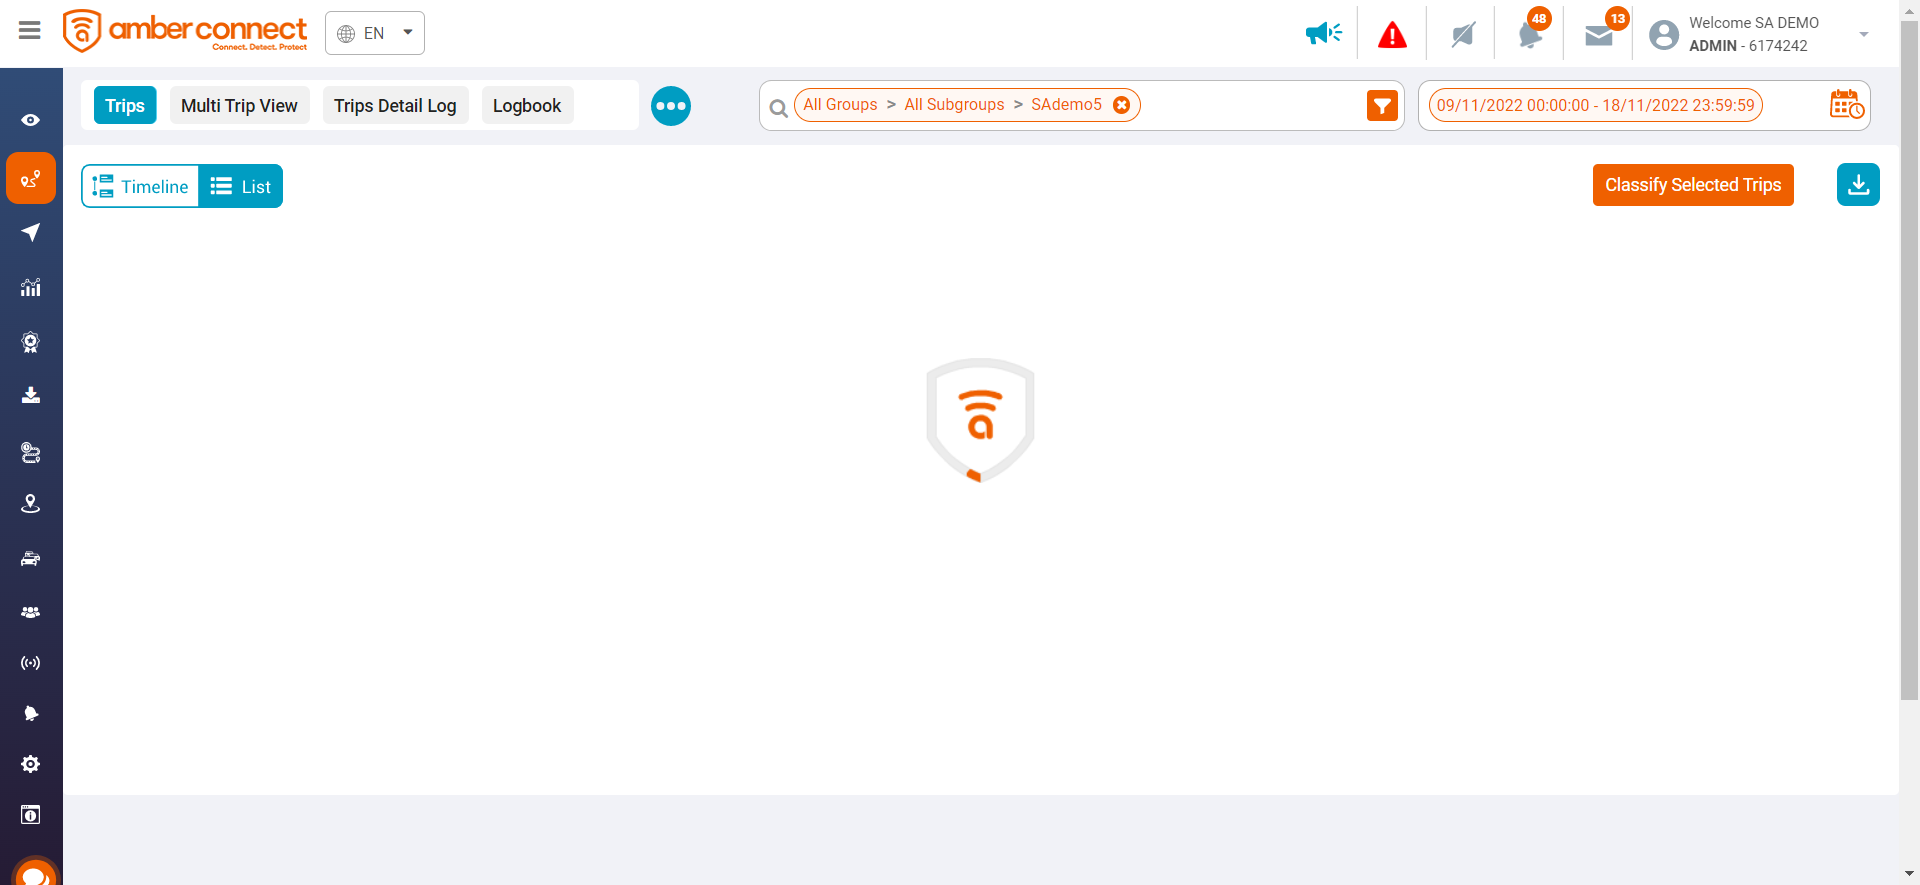 amber connect
Connect. Detect. Protect
EN
48
13
Welcome SA DEMO
ADMIN - 6174242
Trips
Multi Trip View
Trips Detail Log
Logbook
All Groups > All Subgroups > SAdemo5
09/11/2022 00:00:00 - 18/11/2022 23:59:59
Timeline
List
Classify Selected Trips